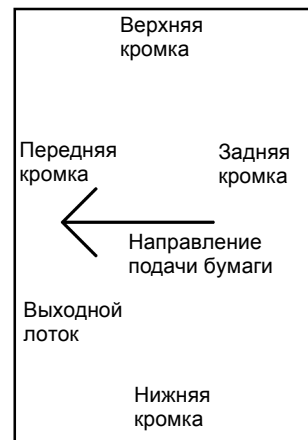 Верхняя
кромка
Передняя
кромка
Задняя
кромка
Направление
подачи бумаги
Выходной
лоток
Нижняя
кромка